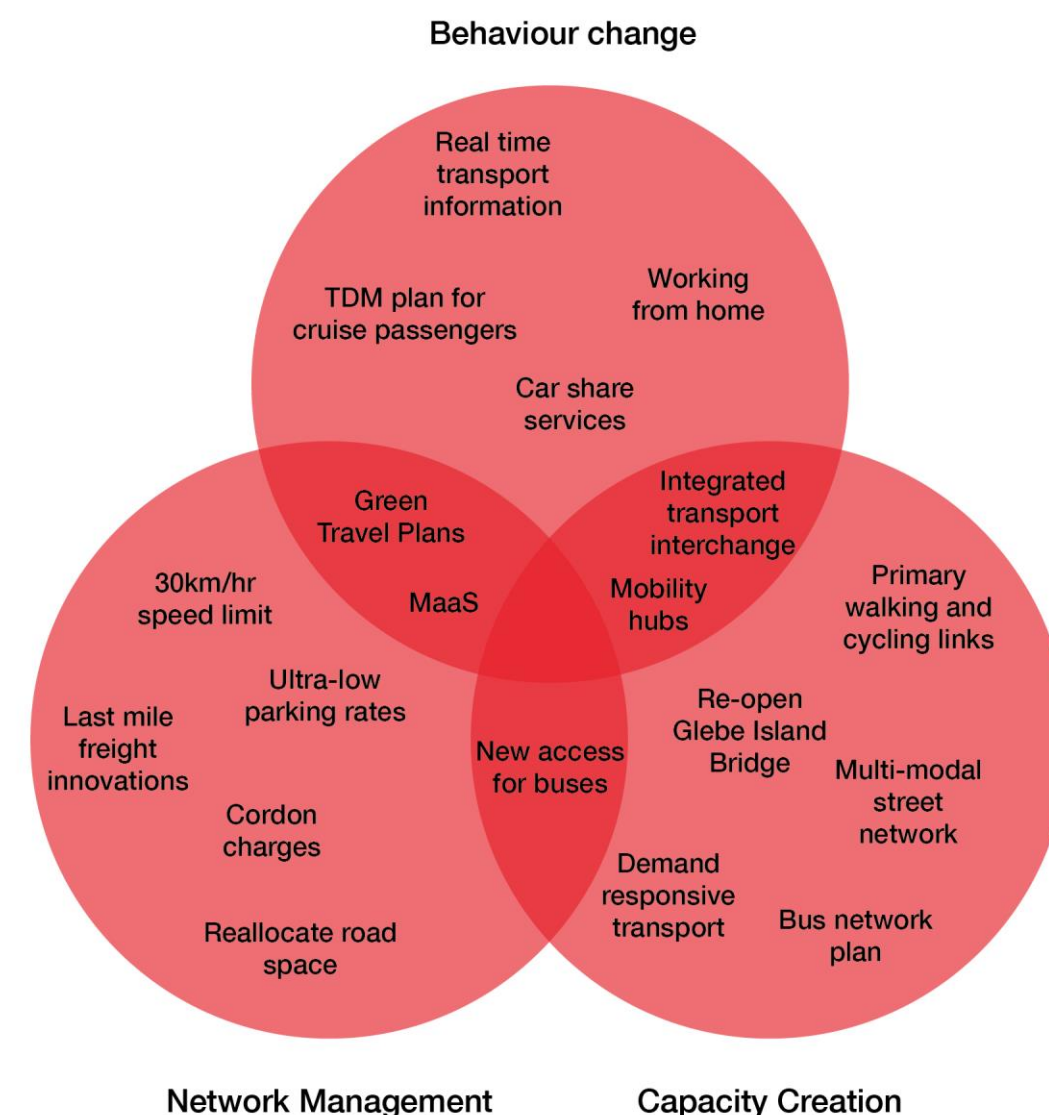 Behaviour change
Real time
transport
information
TDM plan for
cruise passengers
Working
from home
Car share
services
Green
Travel Plans
MaaS
Integrated
transport
interchange
Mobility
hubs
30km/hr
speed limit
Ultra-low
parking rates
Last mile
freight
innovations
Cordon
charges
Reallocate road
space
New access
for buses
Primary
walking and
cycling links
Re-open
Glebe Island
Bridge
Multi-modal
street
network
Demand
responsive
transport
Bus network
plan
Network Management
Capacity Creation